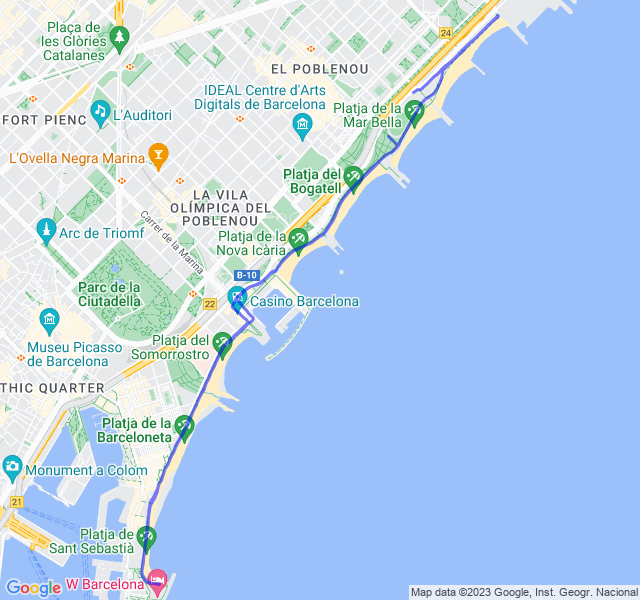 Plaça de
les Glòries
Catalanes
24
EL POBLENOU
IDEAL Centre d'Arts
Digitals de Barcelona
Platja de la
Mar Bella
FORT PIENC
L'Auditori
L'Ovella Negra Marina
Platja del
Bogatell
LA VILA
OLÍMPICA DEL
POBLENOU
Carrer de la Marina
Arc de Triomf
Platja de la
Nova Icària
B-10
Parc de la
Ciutadella
22
Casino Barcelona
Museu Picasso
de Barcelona
Platja del
Somorrostro
THIC QUARTER
Platja de la
Barceloneta
Monument a Colom
21
Platja de
Sant Sebastià
W Barcelona
Google
Map data ©2023 Google, Inst. Geogr. Nacional